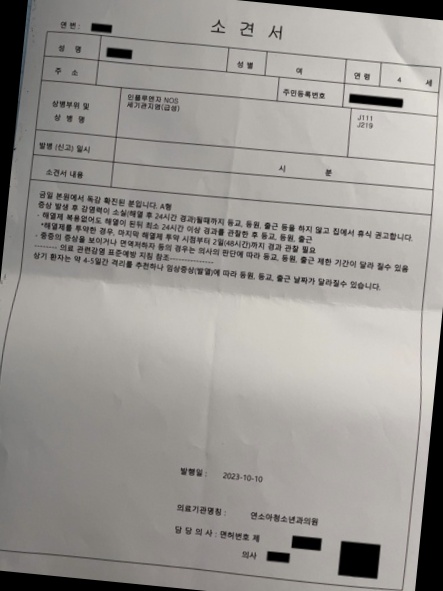 소 견 서
연 번 :
성 명
성 별 여 연 령 4 세
주 소 주민등록번호
상병부위 및
상 병 명
인플루엔자 NOS
세기관지염(급성)
J111
J219
발병 (신고) 일시 시 분
소견서 내용
금일 본원에서 독감 확진된 분입니다. A형
증상 발생 후 감염력이 소실(해열 후 24시간 경과)될때까지 등교, 등원, 출근 등을 하지 않고 집에서 휴식 권고합니다.
- 해열제 복용없이도 해열이 된뒤 최소 24시간 이상 경과를 관찰한 후 등교, 등원, 출근
*해열제를 투약한 경우, 마지막 해열제 투약 시점부터 2일(48시간)까지 경과 관찰 필요
- 중증의 증상을 보이거나 면역저하자 등의 경우는 의사의 판단에 따라 등교, 등원, 출근 제한 기간이 달라 질수 있음
---------- 의료 관련감염 표준예방 지침 참조--------------------
상기 환자는 약 4-5일간 격리를 추천하나 임상증상(발열)에 따라 등원, 등교, 출근 날짜가 달라질수 있습니다.
발행일 : 2023-10-10
의료기관명칭 : 연소아청소년과의원
담 당 의 사 : 면허번호 제
의사